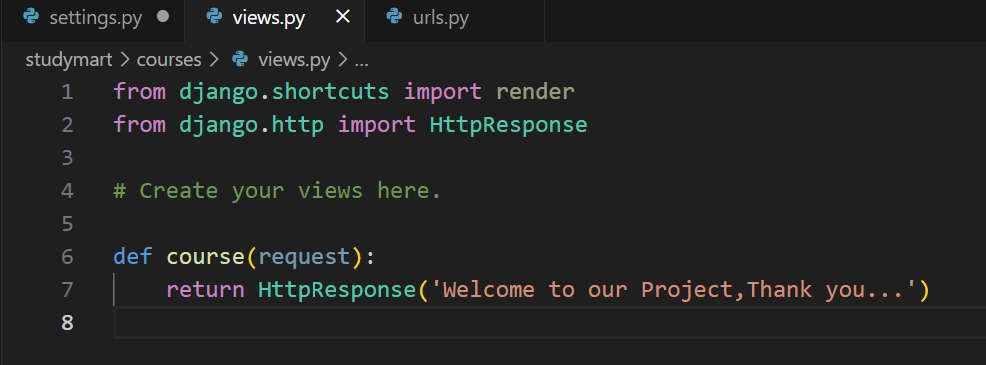 settings.py views.py urls.py
studymart > courses > views.py > ...
1 from django.shortcuts import render
2 from django.http import HttpResponse
3
4 # Create your views here.
5
6 def course(request):
7     return HttpResponse('Welcome to our Project,Thank you...')
8